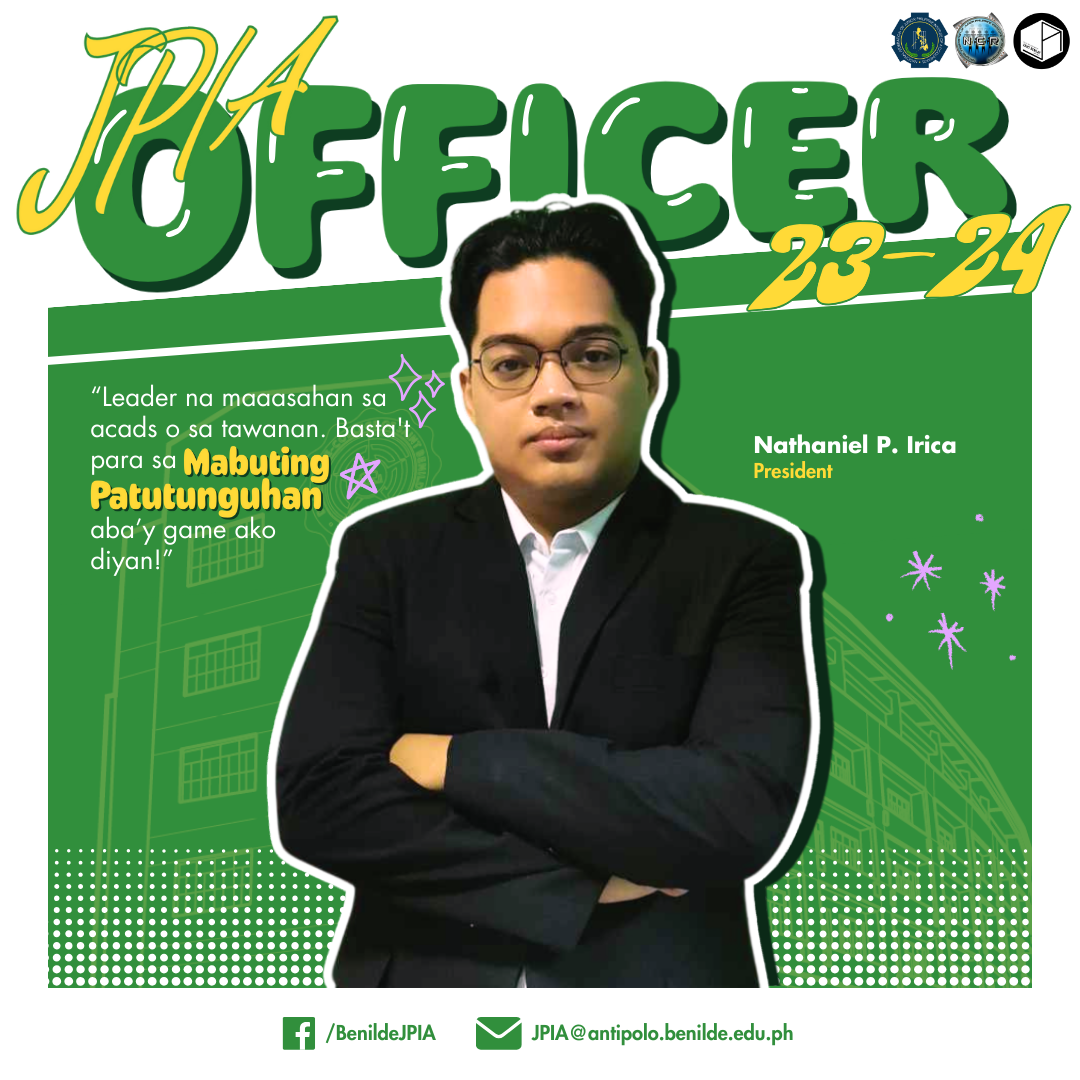 JPIA
OFFICER
23-24
“Leader na maaasahan sa
acads o sa tawanan. Basta't
para sa Mabuting
Patutunguhan
aba’y game ako
diyan!”
Nathaniel P. Irica
President
NCR
/BenildeJPIA
JPIA@antipolo.benilde.edu.ph